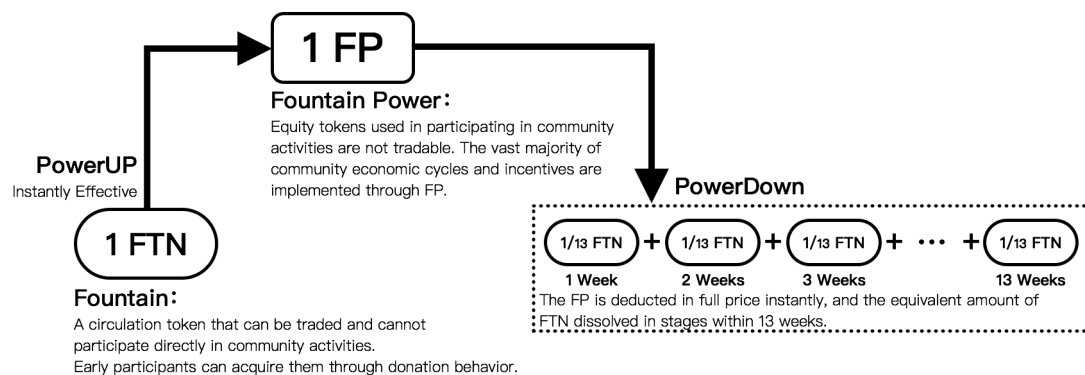 1 FP
Fountain Power：
Equity tokens used in participating in community
activities are not tradable. The vast majority of
community economic cycles and incentives are
implemented through FP.
PowerUP
Instantly Effective
1 FTN
Fountain：
A circulation token that can be traded and cannot
participate directly in community activities.
Early participants can acquire them through donation behavior.
PowerDown
1/13 FTN + 1/13 FTN + 1/13 FTN + ··· + 1/13 FTN
1 Week 2 Weeks 3 Weeks 13 Weeks
The FP is deducted in full price instantly, and the equivalent amount of
FTN dissolved in stages within 13 weeks.